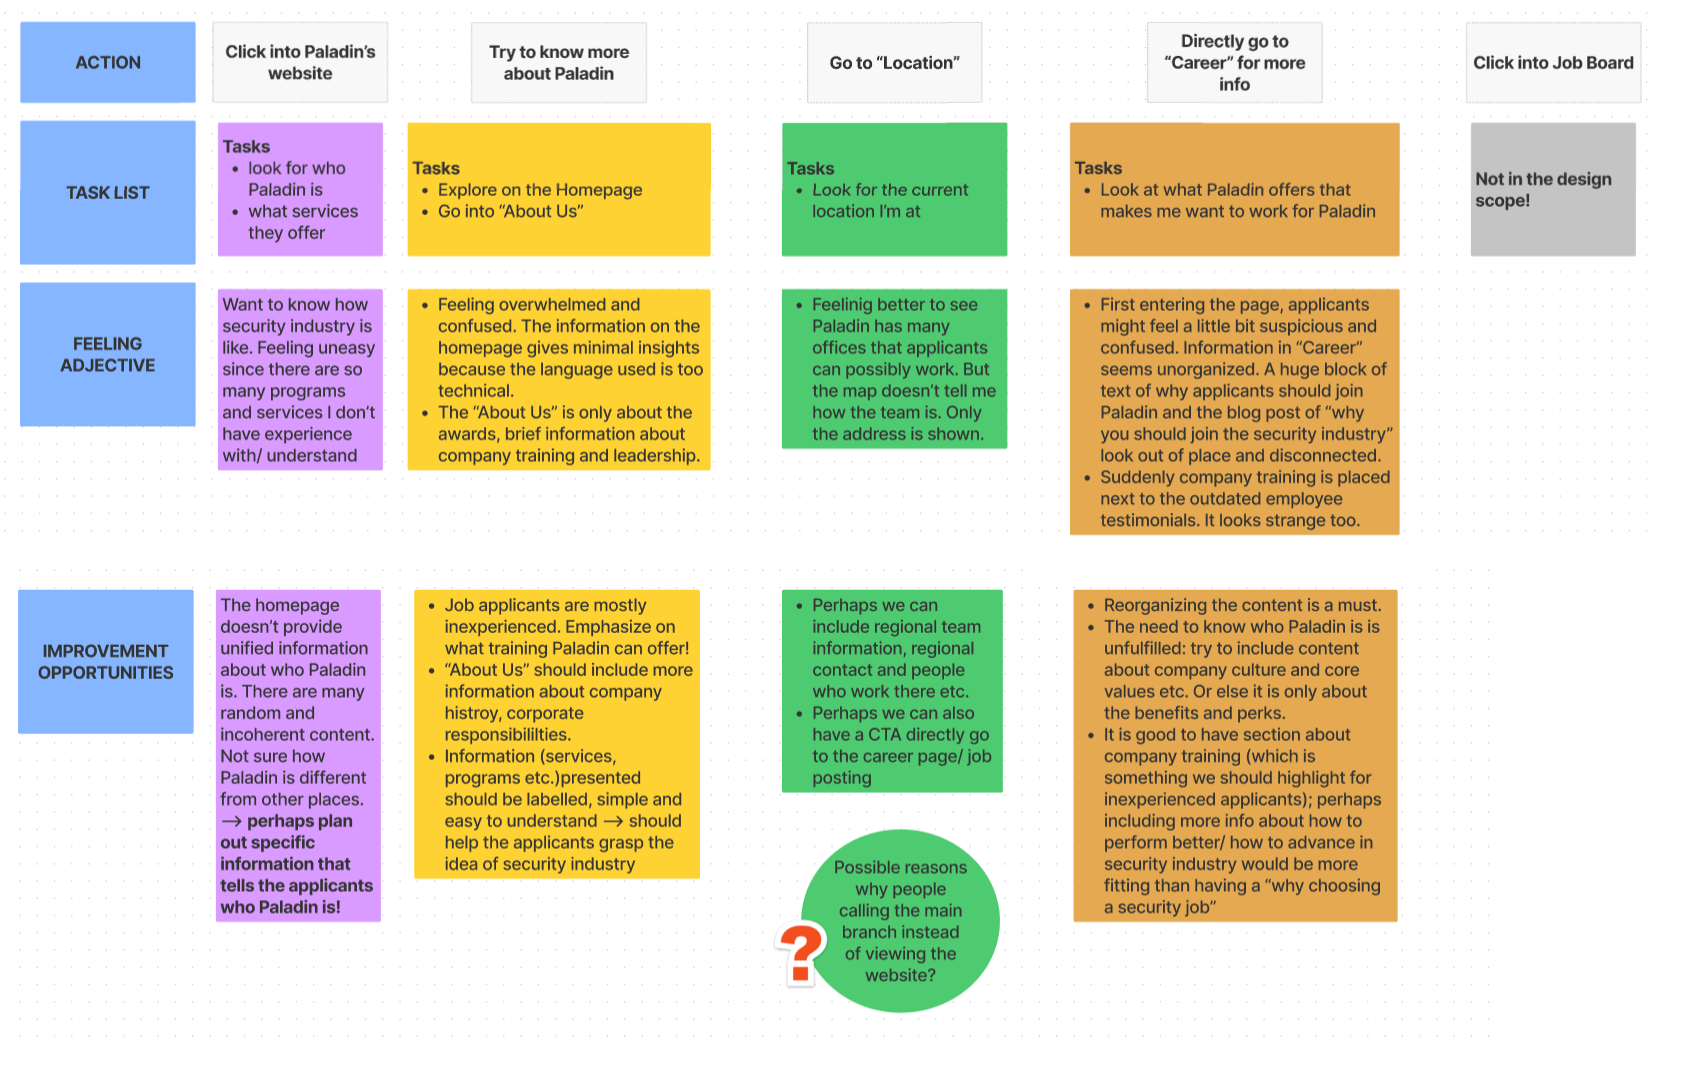 ACTION
Click into Paladin’s
website
Try to know more
about Paladin
Go to “Location”
Directly go to
“Career” for more
info
Click into Job Board
TASK LIST
Tasks
• look for who
Paladin is
• what services
they offer
Tasks
• Explore on the Homepage
• Go into “About Us”
Tasks
• Look for the current
location I’m at
Tasks
• Look at what Paladin offers that
makes me want to work for Paladin
Not in the design
scope!
FEELING
ADJECTIVE
Want to know how
security industry is
like. Feeling uneasy
since there are so
many programs
and services I don’t
have experience
with/ understand
• Feeling overwhelmed and
confused. The information on the
homepage gives minimal insights
because the language used is too
technical.
• The “About Us” is only about the
awards, brief information about
company training and leadership.
• Feelinig better to see
Paladin has many
offices that applicants
can possibly work. But
the map doesn’t tell me
how the team is. Only
the address is shown.
• First entering the page, applicants
might feel a little bit suspicious and
confused. Information in “Career”
seems unorganized. A huge block of
text of why applicants should join
Paladin and the blog post of “why
you should join the security industry”
look out of place and disconnected.
• Suddenly company training is placed
next to the outdated employee
testimonials. It looks strange too.
IMPROVEMENT
OPPORTUNITIES
The homepage
doesn’t provide
unified information
about who Paladin
is. There are many
random and
incoherent content.
Not sure how
Paladin is different
from other places.
→ perhaps plan
out specific
information that
tells the applicants
who Paladin is!
• Job applicants are mostly
inexperienced. Emphasize on
what training Paladin can offer!
• “About Us” should include more
information about company
histroy, corporate
responsibililties.
• Information (services,
programs etc.)presented
should be labelled, simple and
easy to understand → should
help the applicants grasp the
idea of security industry
• Perhaps we can
include regional team
information, regional
contact and people
who work there etc.
• Perhaps we can also
have a CTA directly go
to the career page/ job
posting
Possible reasons
why people
calling the main
branch instead
of viewing the
website?
?
• Reorganizing the content is a must.
• The need to know who Paladin is is
unfulfilled: try to include content
about company culture and core
values etc. Or else it is only about
the benefits and perks.
• It is good to have section about
company training (which is
something we should highlight for
inexperienced applicants); perhaps
including more info about how to
perform better/ how to advance in
security industry would be more
fitting than having a “why choosing
a security job”